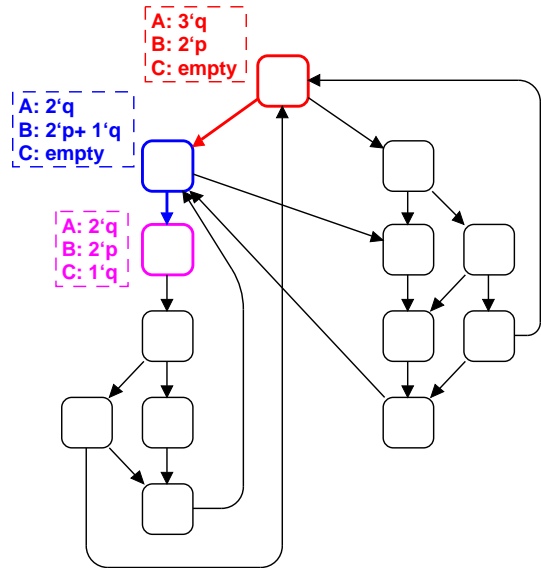 A: 3‘q
B: 2‘p
C: empty
A: 2‘q
B: 2‘p+ 1‘q
C: empty
A: 2‘q
B: 2‘p
C: 1‘q